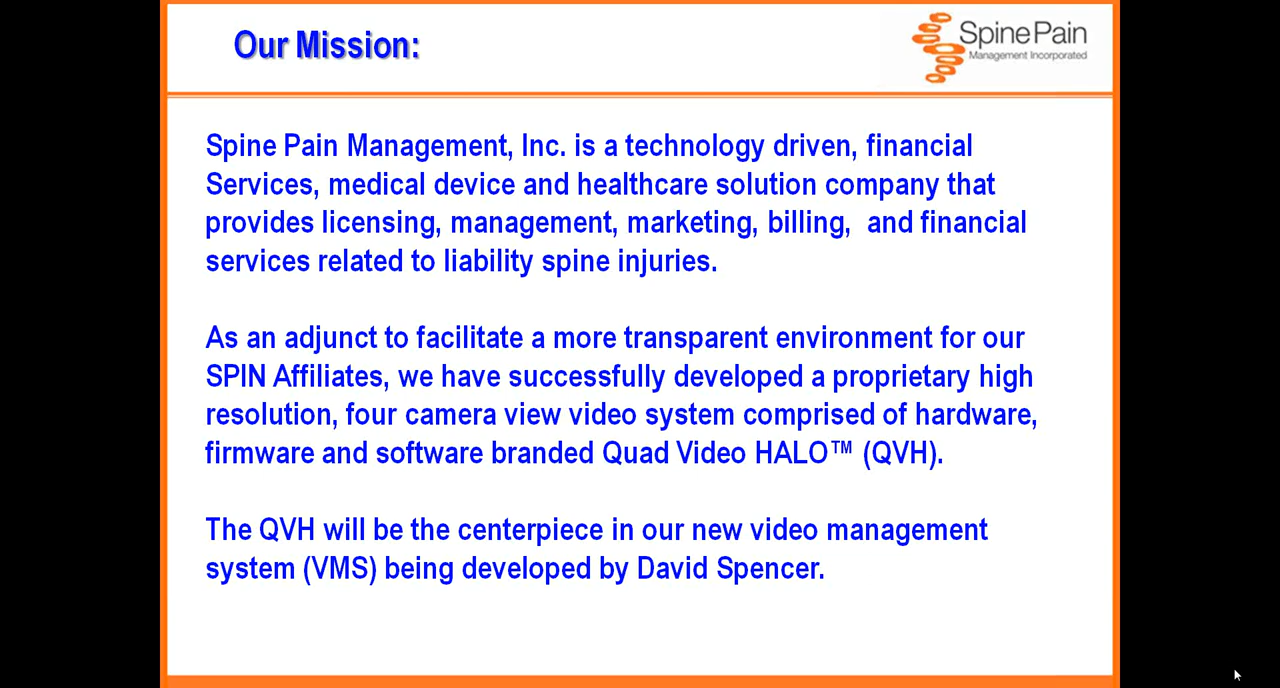 Our Mission:
Spine Pain
Management Incorporated
Spine Pain Management, Inc. is a technology driven, financial
Services, medical device and healthcare solution company that
provides licensing, management, marketing, billing,  and financial
services related to liability spine injuries.
As an adjunct to facilitate a more transparent environment for our
SPIN Affiliates, we have successfully developed a proprietary high
resolution, four camera view video system comprised of hardware,
firmware and software branded Quad Video HALO™ (QVH).
The QVH will be the centerpiece in our new video management
system (VMS) being developed by David Spencer.